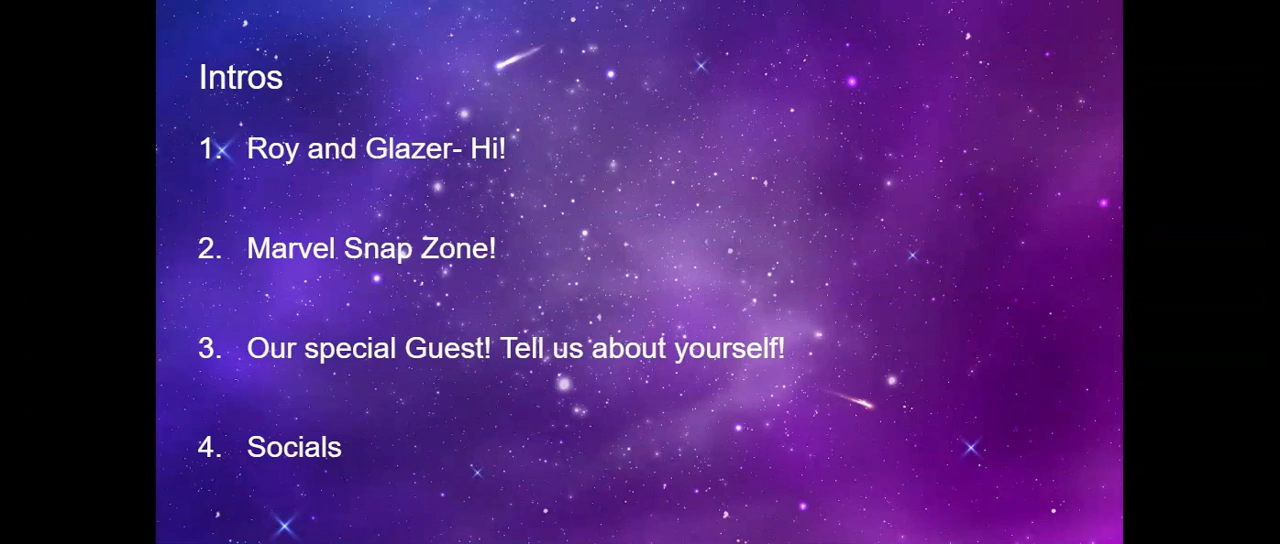 Intros
1. Roy and Glazer- Hi!
2. Marvel Snap Zone!
3. Our special Guest! Tell us about yourself!
4. Socials